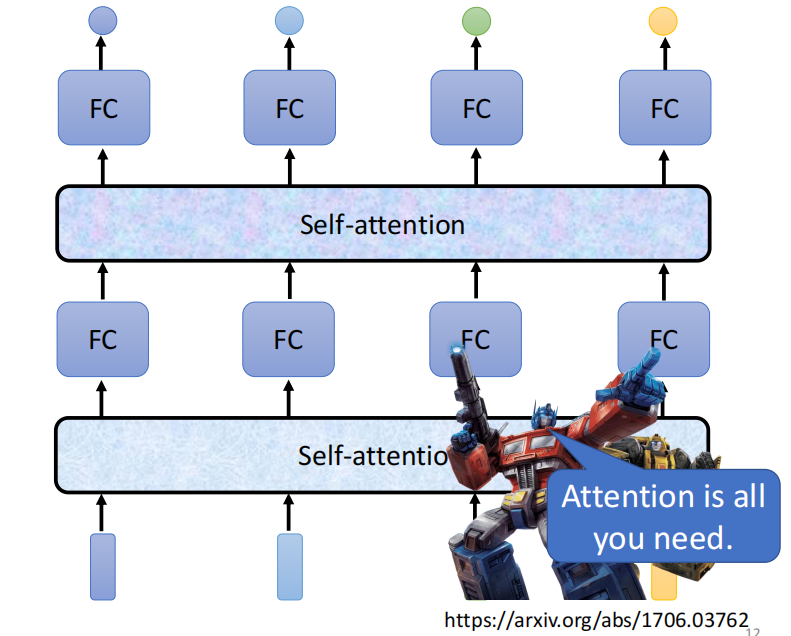 FC FC FC FC
Self-attention
FC FC FC FC
Self-attentio
Attention is all
you need.
https://arxiv.org/abs/1706.03762
12